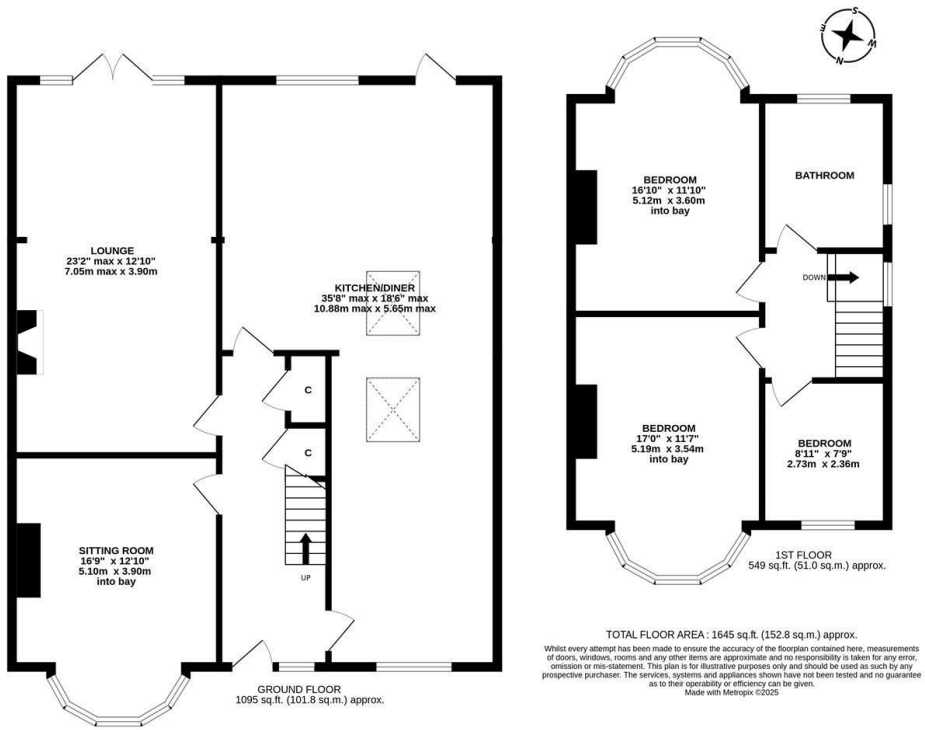 S
E
W
N
LOUNGE
23'2" max x 12'10"
7.05m max x 3.90m
KITCHEN/DINER
35'8" max x 18'6" max
10.88m max x 5.65m max
C
C
UP
SITTING ROOM
16'9" x 12'10"
5.10m x 3.90m
into bay
GROUND FLOOR
1095 sq.ft. (101.8 sq.m.) approx.
BEDROOM
16'10" x 11'10"
5.12m x 3.60m
into bay
BATHROOM
DOWN
BEDROOM
17'0" x 11'7"
5.19m x 3.54m
into bay
BEDROOM
8'11" x 7'9"
2.73m x 2.36m
1ST FLOOR
549 sq.ft. (51.0 sq.m.) approx.
TOTAL FLOOR AREA : 1645 sq.ft. (152.8 sq.m.) approx.
Whilst every attempt has been made to ensure the accuracy of the floorplan contained here, measurements
of doors, windows, rooms and any other items are approximate and no responsibility is taken for any error,
omission or mis-statement. This plan is for illustrative purposes only and should be used as such by any
prospective purchaser. The services, systems and appliances shown have not been tested and no guarantee
as to their operability or efficiency can be given.
Made with Metropix ©2025